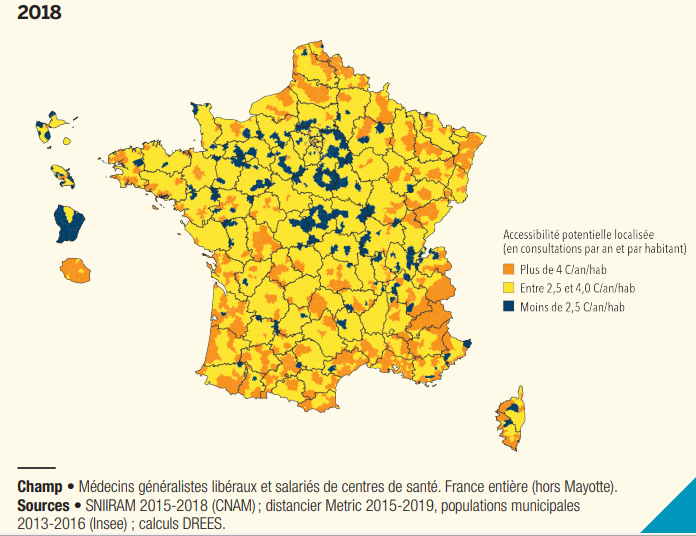 2018
Accessibilité potentielle localisée
(en consultations par an et par habitant)
Plus de 4 C/an/hab
Entre 2,5 et 4,0 C/an/hab
Moins de 2,5 C/an/hab
Champ • Médecins généralistes libéraux et salariés de centres de santé. France entière (hors Mayotte).
Sources • SNIIRAM 2015-2018 (CNAM) ; distancier Metric 2015-2019, populations municipales
2013-2016 (Insee) ; calculs DREES.